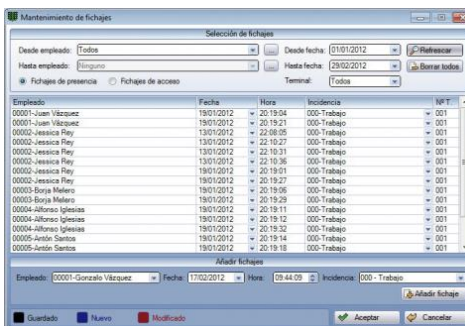 Mantenimiento de fichajes
Selección de fichajes
Desde empleado: Todos ... Desde fecha: 01/01/2012 Refrescar
Hasta empleado: Ninguno ... Hasta fecha: 29/02/2012 Borrar todos
Fichajes de presencia Fichajes de acceso Terminal: Todos
Empleado Fecha Hora Incidencia Nº T.
00001-Juan Vázquez 19/01/2012 20:19:04 000-Trabajo 001
00001-Juan Vázquez 19/01/2012 20:19:21 000-Trabajo 001
00002-Jessica Rey 13/01/2012 22:08:05 000-Trabajo 001
00002-Jessica Rey 13/01/2012 22:10:27 000-Trabajo 001
00002-Jessica Rey 13/01/2012 22:10:31 000-Trabajo 001
00002-Jessica Rey 13/01/2012 22:10:36 000-Trabajo 001
00002-Jessica Rey 19/01/2012 20:19:01 000-Trabajo 001
00002-Jessica Rey 19/01/2012 20:19:27 000-Trabajo 001
00003-Borja Melero 19/01/2012 20:19:06 000-Trabajo 001
00003-Borja Melero 19/01/2012 20:19:29 000-Trabajo 001
00004-Alfonso Iglesias 19/01/2012 20:19:11 000-Trabajo 001
00004-Alfonso Iglesias 19/01/2012 20:19:12 000-Trabajo 001
00004-Alfonso Iglesias 19/01/2012 20:19:32 000-Trabajo 001
00005-Antón Santos 19/01/2012 20:19:14 000-Trabajo 001
00005-Antón Santos 19/01/2012 20:19:18 000-Trabajo 001
Añadir fichajes
Empleado: 00001-Gonzalo Vázquez Fecha: 17/02/2012 Hora: 09:44:09 Incidencia: 000 - Trabajo
Añadir fichaje
Guardado Nuevo Modificado Aceptar Cancelar